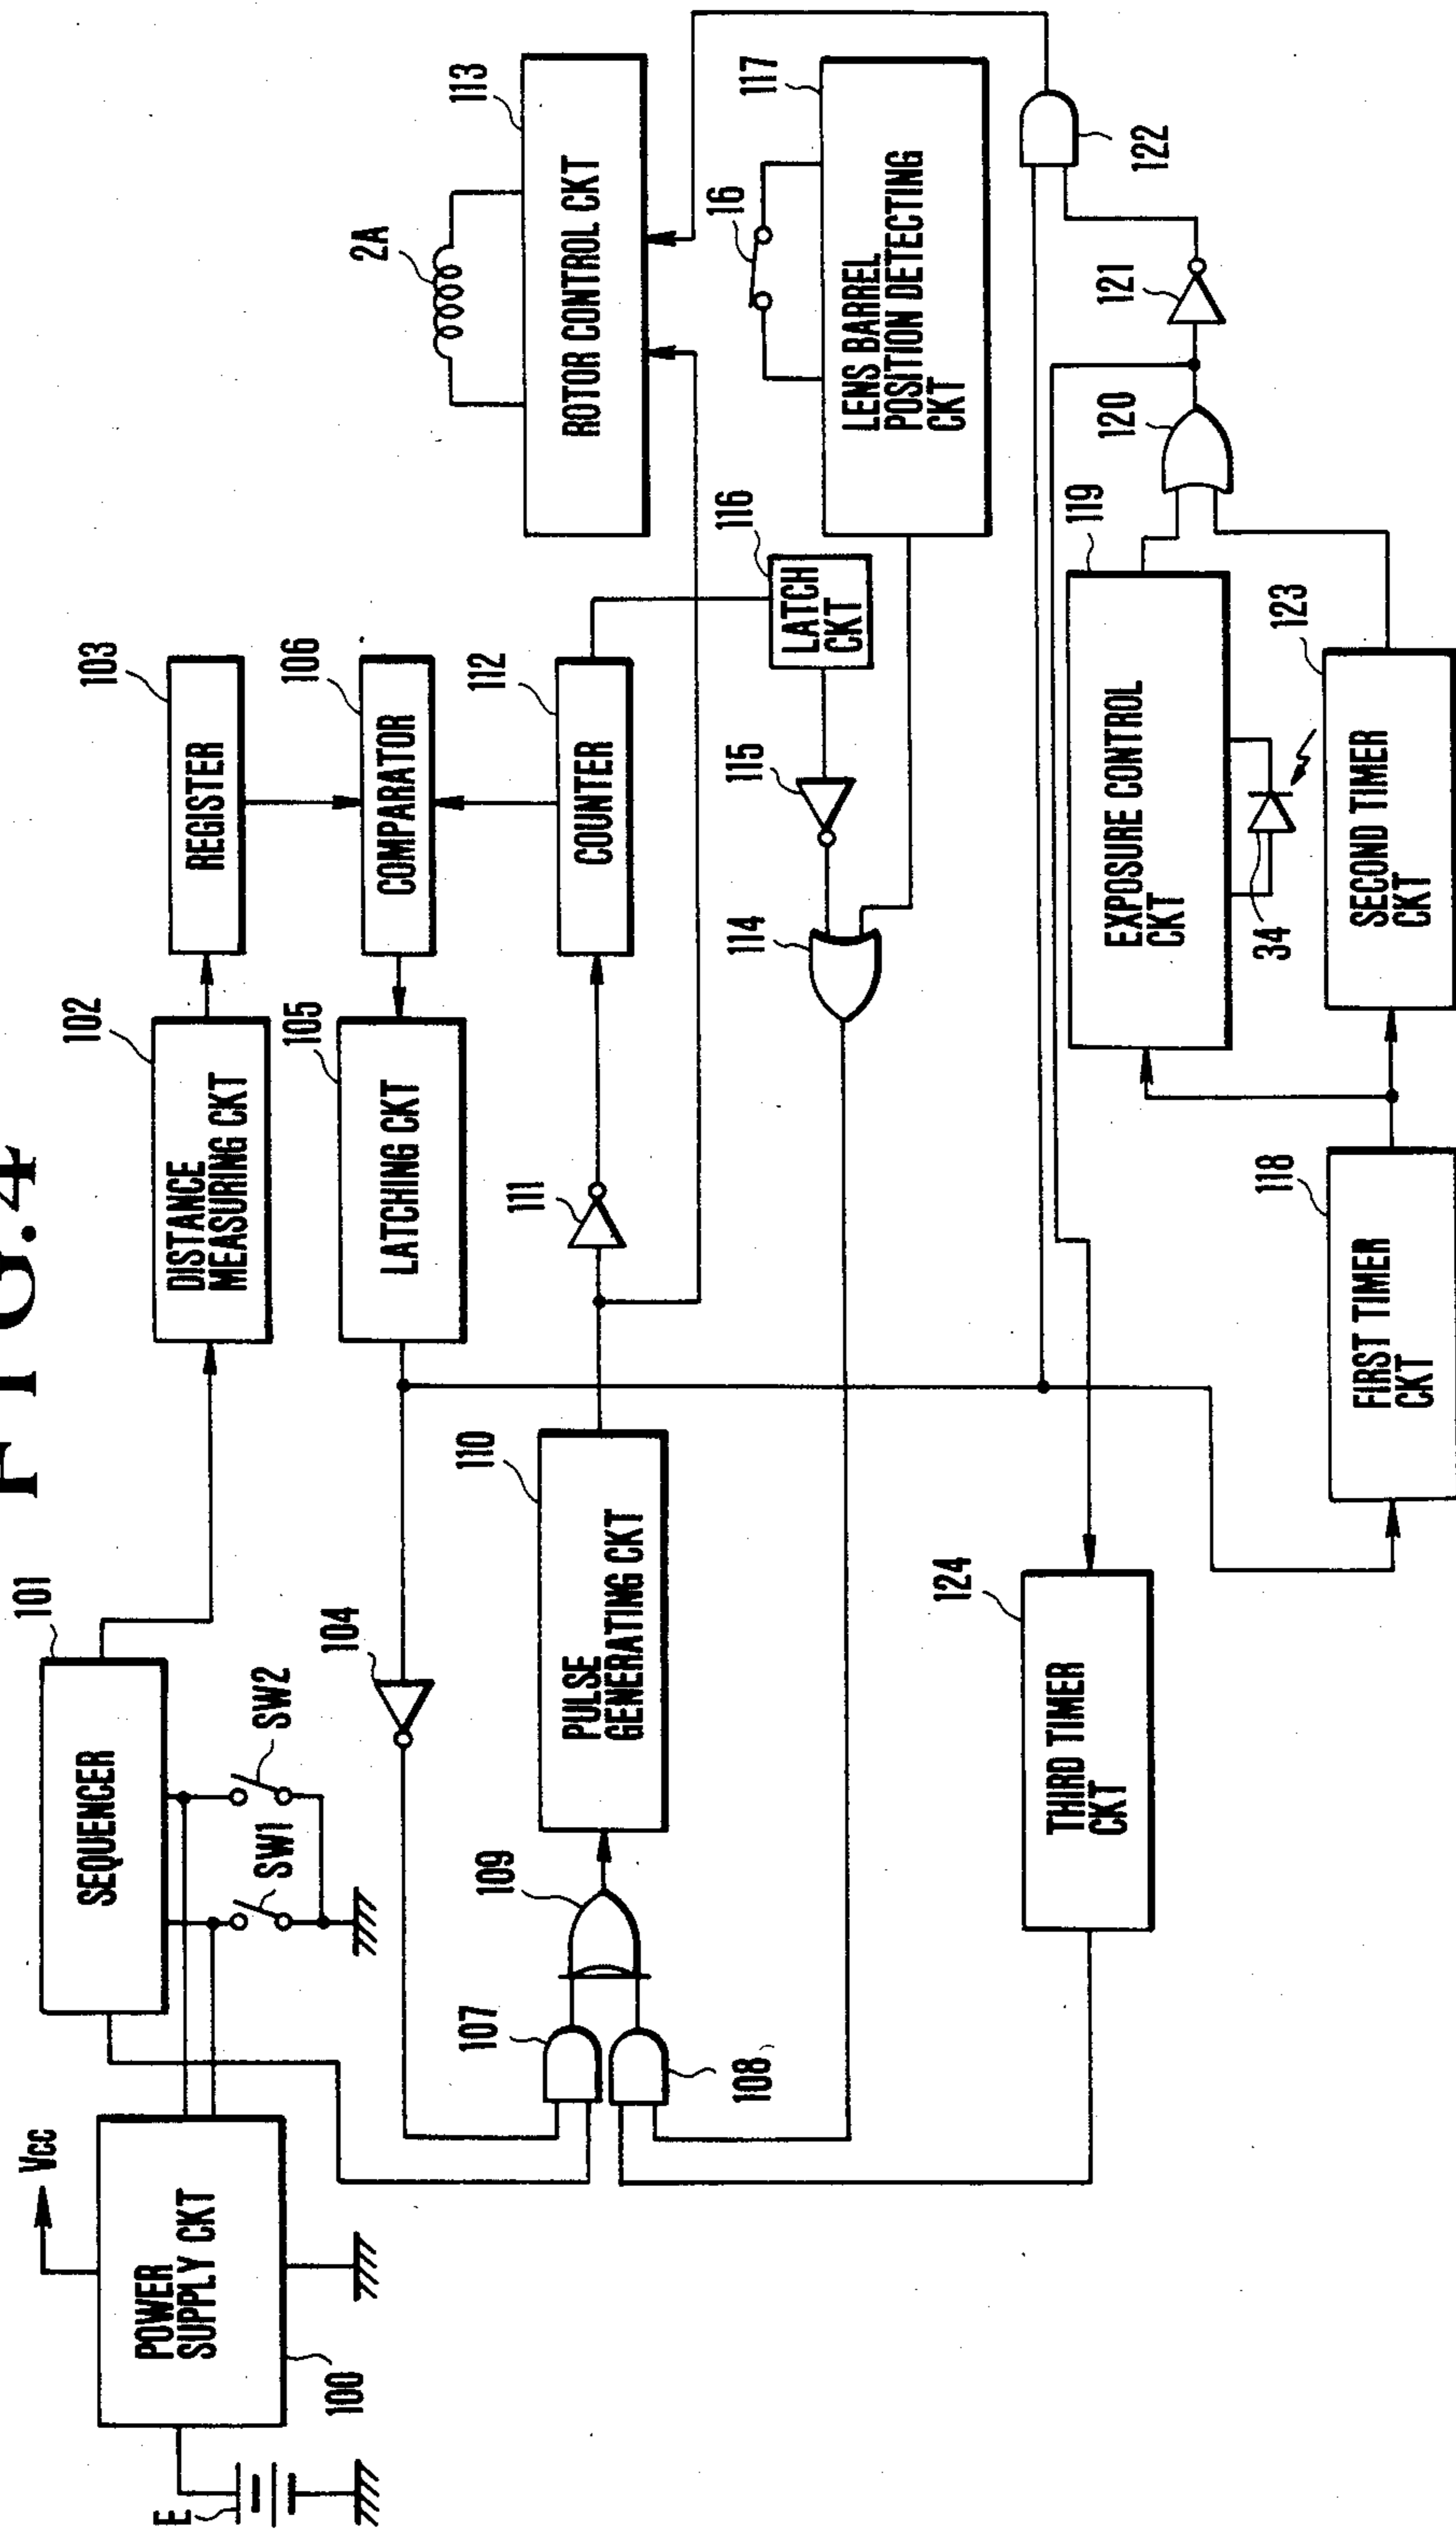 FIG.4
E
Vcc
POWER
SUPPLY CKT
100
SEQUENCER
101
SW1
SW2
DISTANCE
MEASURING CKT
102
REGISTER
103
104
LATCHING CKT
105
COMPARATOR
106
107
108
109
PULSE
GENERATING CKT
110
111
COUNTER
112
2A
ROTOR CONTROL CKT
113
114
115
LATCH
CKT
116
16
LENS BARREL
POSITION DETECTING
CKT
117
THIRD TIMER
CKT
124
FIRST TIMER
CKT
118
EXPOSURE CONTROL
CKT
119
34
SECOND TIMER
CKT
123
120
121
122